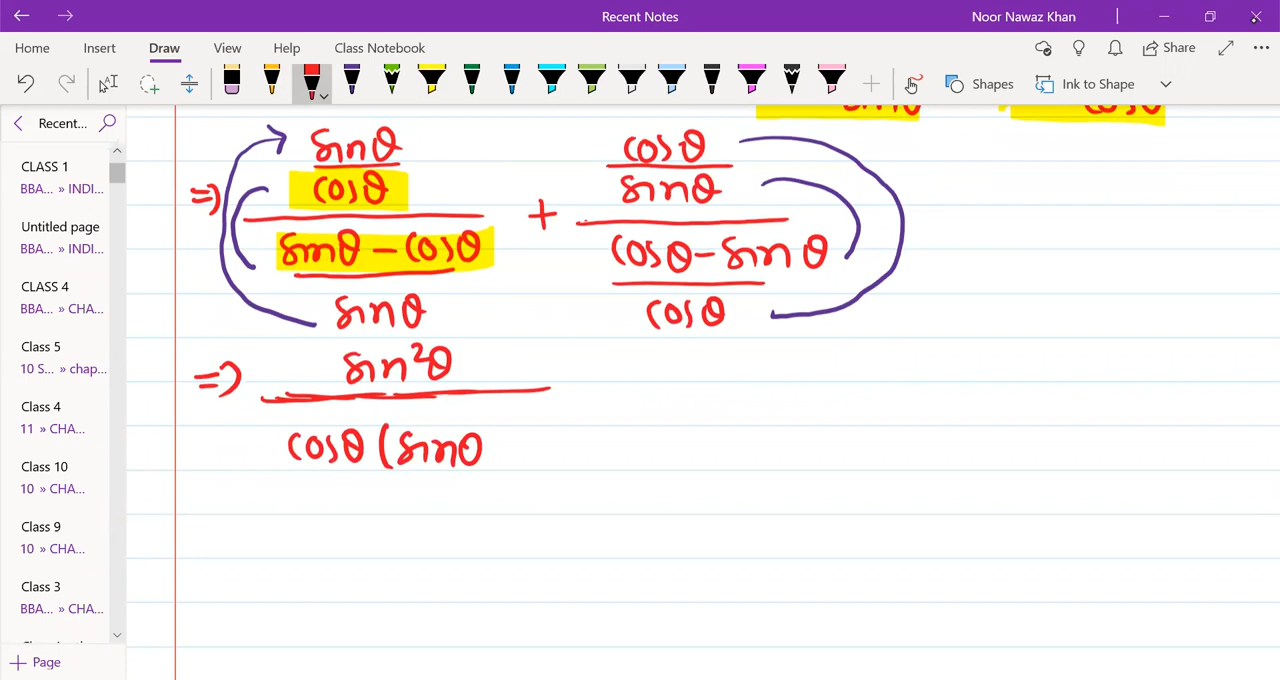 Recent Notes
Noor Nawaz Khan
Home Insert Draw View Help Class Notebook
Share
Shapes
Ink to Shape
Recent...
CLASS 1
BBA... » INDI...
Untitled page
BBA... » INDI...
CLASS 4
BBA... » CHA...
Class 5
10 S... » chap...
Class 4
11 » CHA...
Class 10
10 » CHA...
Class 9
10 » CHA...
Class 3
BBA... » CHA...
+ Page
sinθ cosθ
sinθ cosθ
=> cosθ + sinθ
sinθ - cosθ cosθ - sinθ
sinθ cosθ
=> sin²θ
cosθ (sinθ